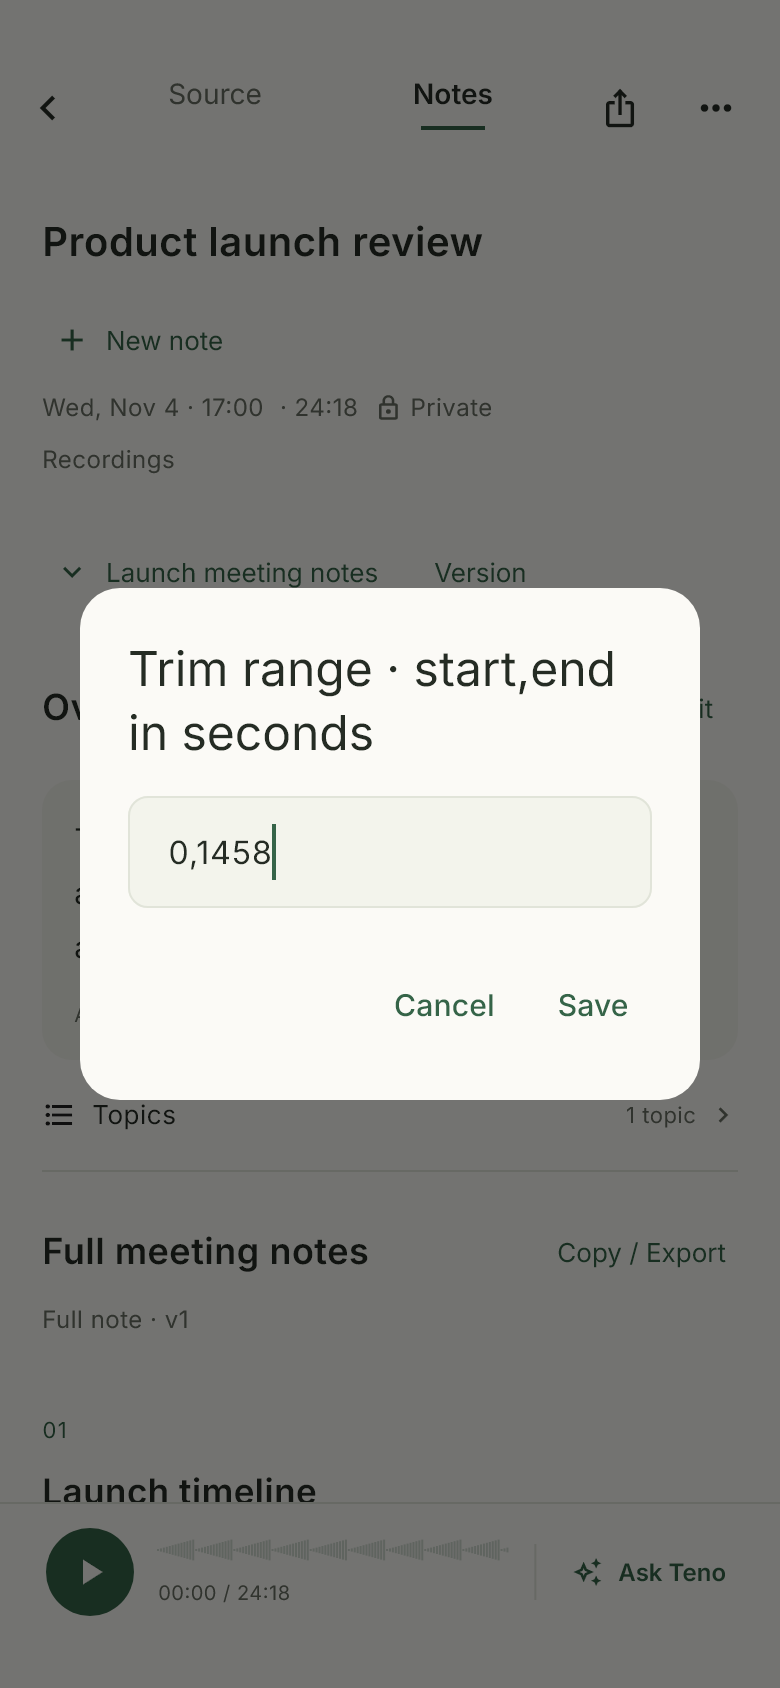 Source
Notes
Product launch review
New note
Wed, Nov 4 · 17:00 · 24:18 Private
Recordings
Launch meeting notes Version
Trim range · start,end
in seconds
0,1458
Cancel Save
Topics 1 topic
Full meeting notes Copy / Export
Full note · v1
01
Launch timeline
00:00 / 24:18
Ask Teno